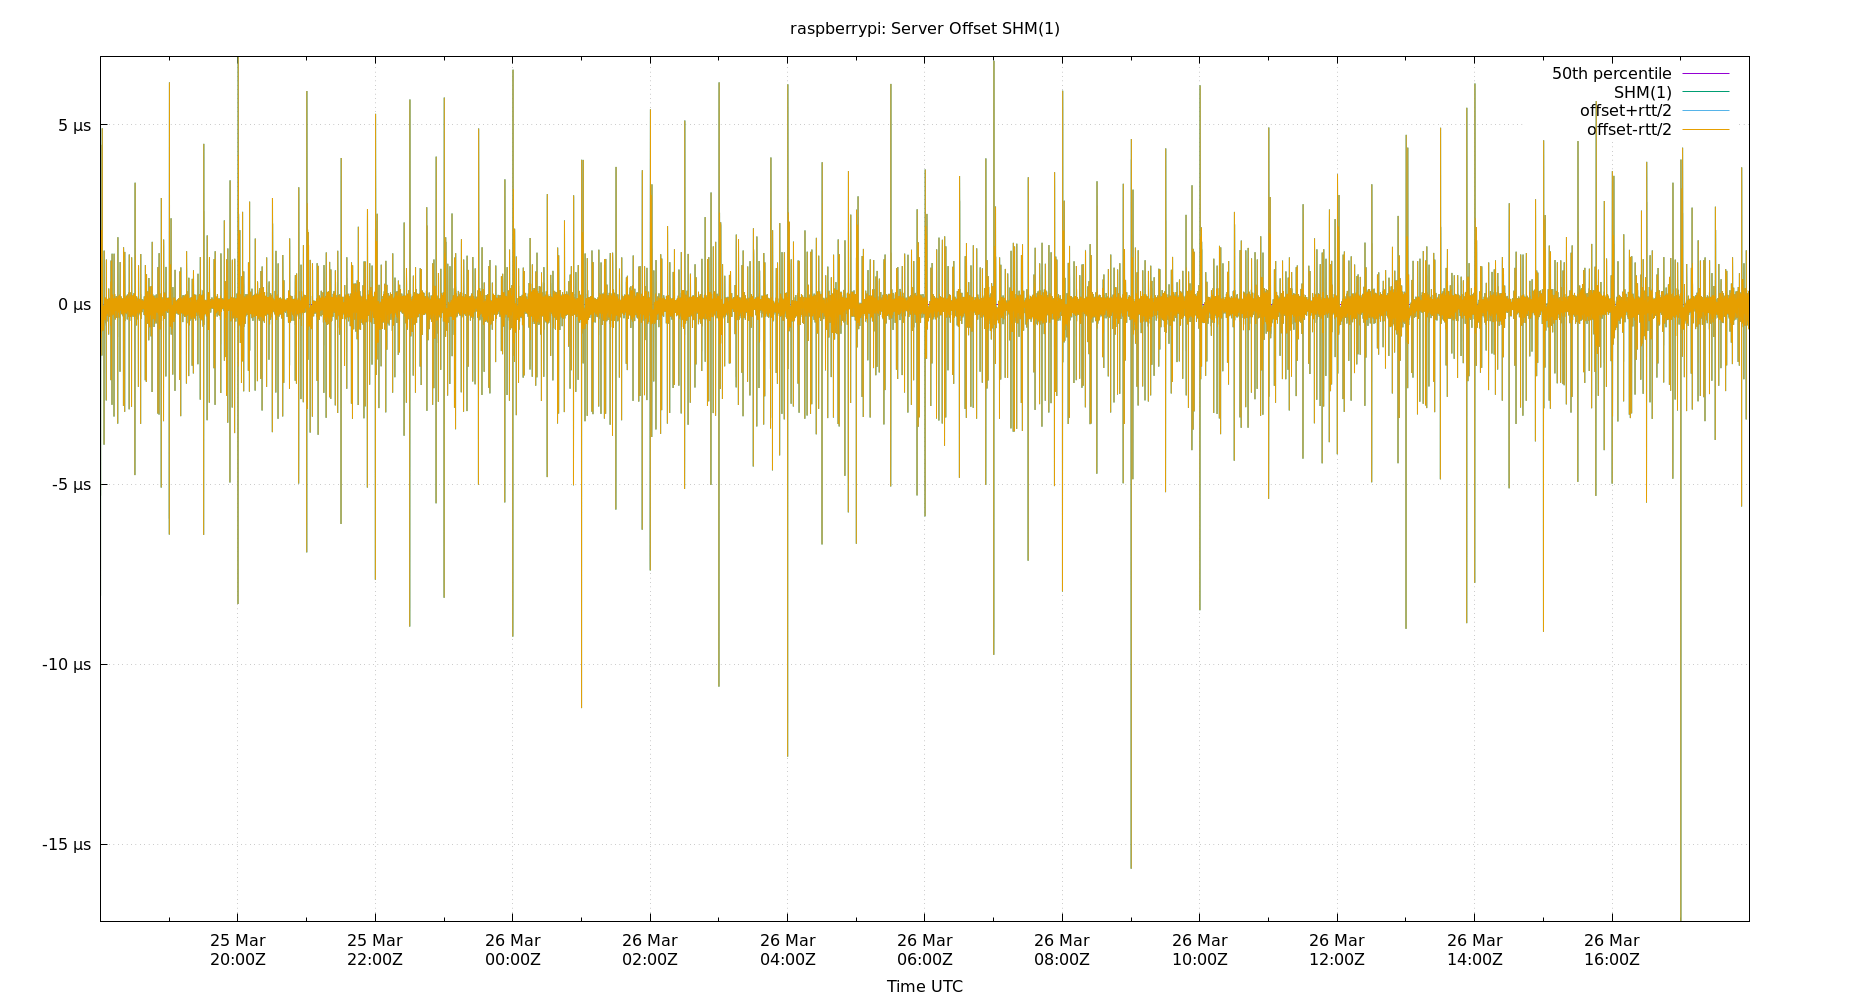 raspberrypi: Server Offset SHM(1)
50th percentile
SHM(1)
offset+rtt/2
offset-rtt/2
5 µs
0 µs
-5 µs
-10 µs
-15 µs
25 Mar 25 Mar 26 Mar 26 Mar 26 Mar 26 Mar 26 Mar 26 Mar 26 Mar 26 Mar 26 Mar
20:00Z 22:00Z 00:00Z 02:00Z 04:00Z 06:00Z 08:00Z 10:00Z 12:00Z 14:00Z 16:00Z
Time UTC